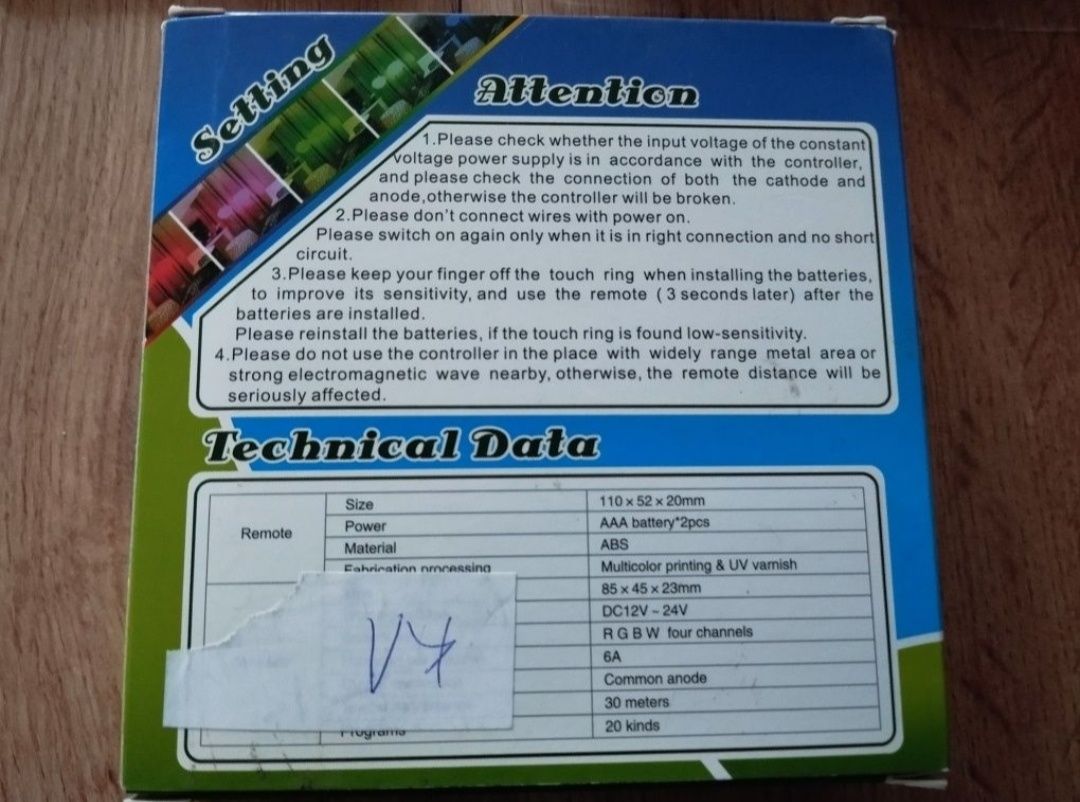 Setting
Attention
1.Please check whether the input voltage of the constant
voltage power supply is in accordance with the controller,
and please check the connection of both the cathode and
anode,otherwise the controller will be broken.
2.Please don't connect wires with power on.
Please switch on again only when it is in right connection and no short
circuit.
3.Please keep your finger off the touch ring when installing the batteries,
to improve its sensitivity, and use the remote (3 seconds later) after the
batteries are installed.
Please reinstall the batteries, if the touch ring is found low-sensitivity.
4.Please do not use the controller in the place with widely range metal area or
strong electromagnetic wave nearby, otherwise, the remote distance will be
seriously affected.
Technical Data
Remote
Size 110 x 52 x 20mm
Power AAA battery*2pcs
Material ABS
Fabrication processing Multicolor printing & UV varnish
85 x 45 x 23mm
DC12V ~ 24V
R G B W four channels
6A
Common anode
30 meters
Programs 20 kinds